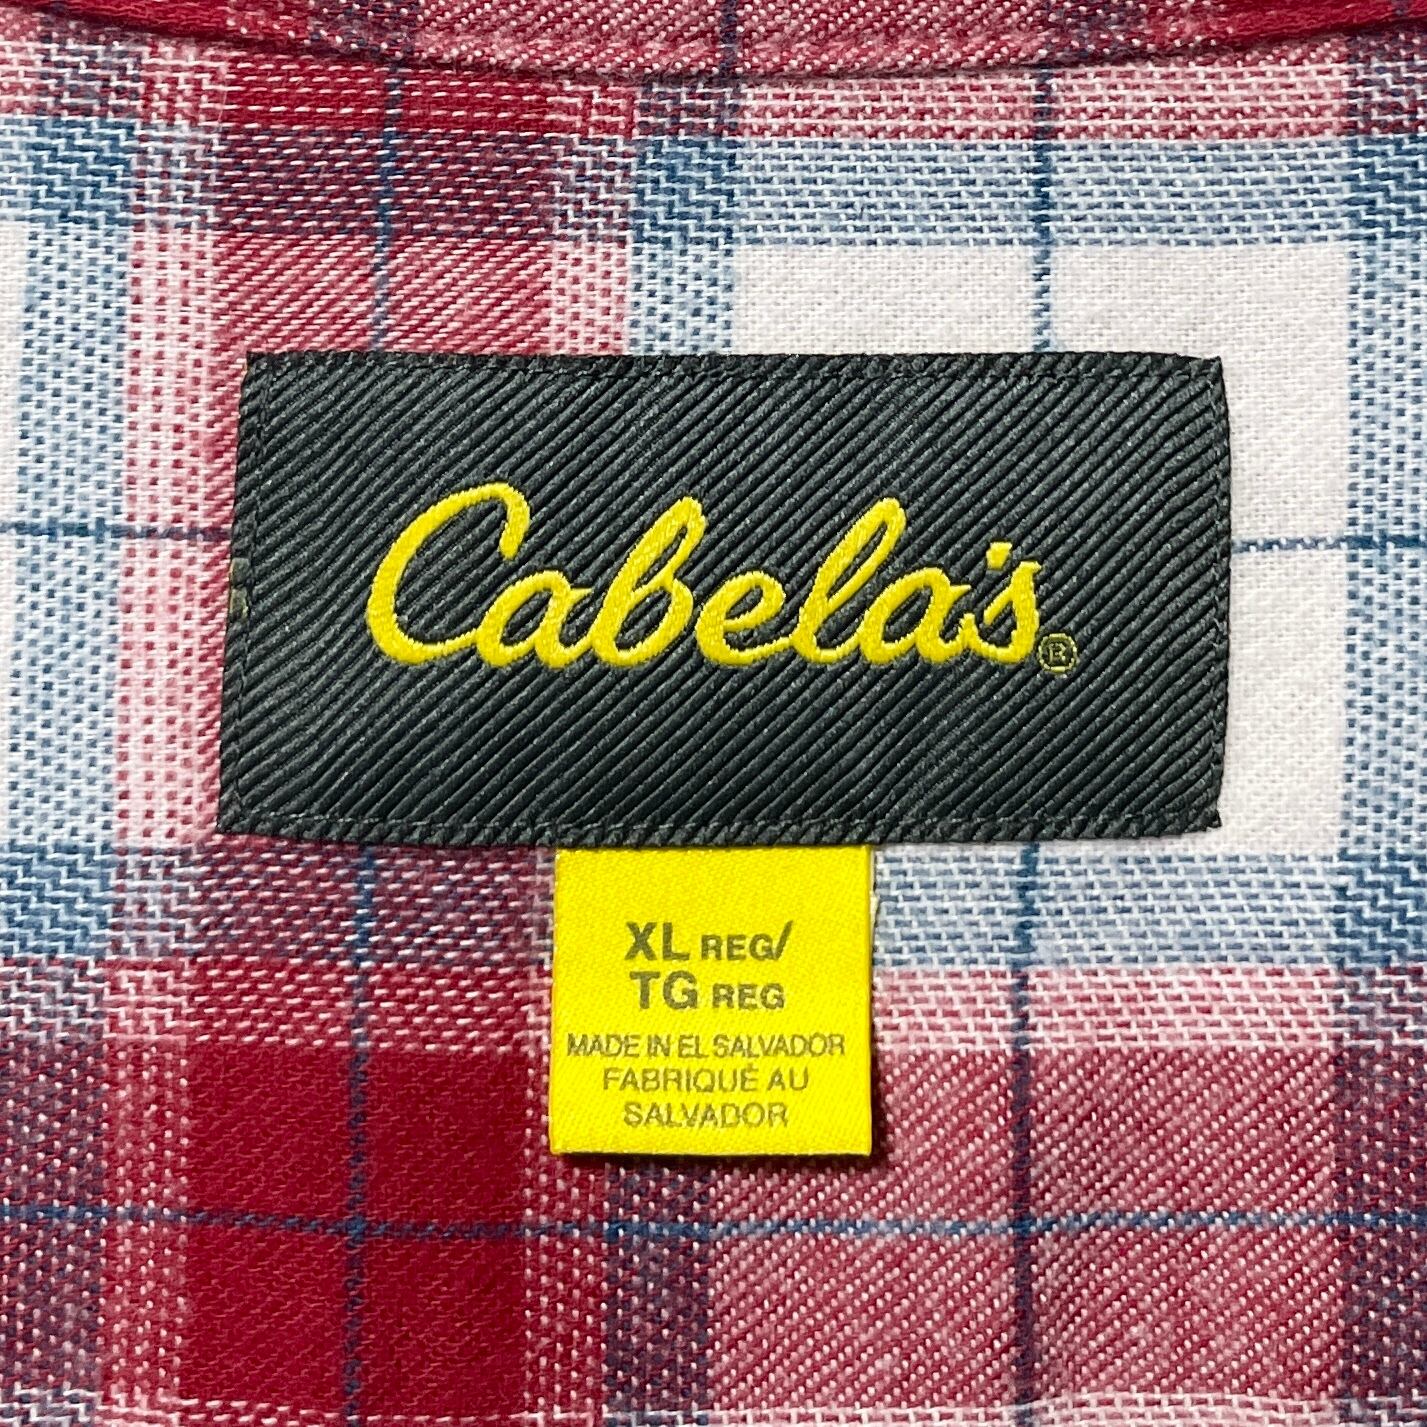 Cabela's®
XL REG/
TG REG
MADE IN EL SALVADOR
FABRIQUÉ AU
SALVADOR